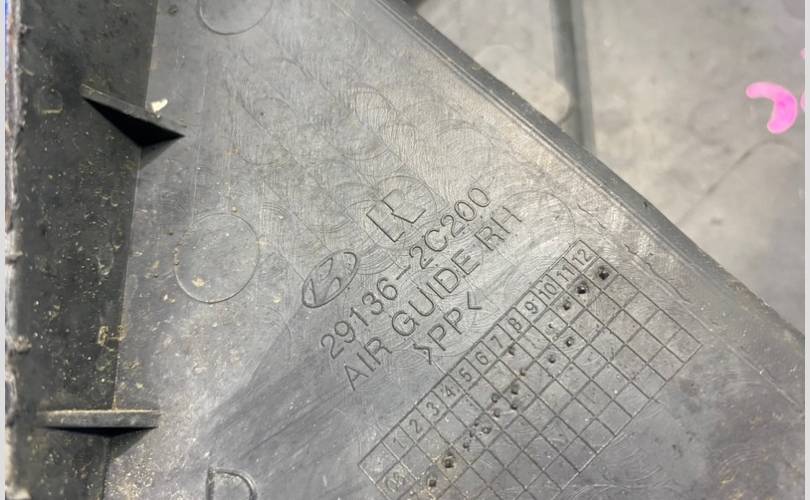 29136-2C200
AIR GUIDE RH
>PP<
1 2 3 4 5 6 7 8 9 10 11 12